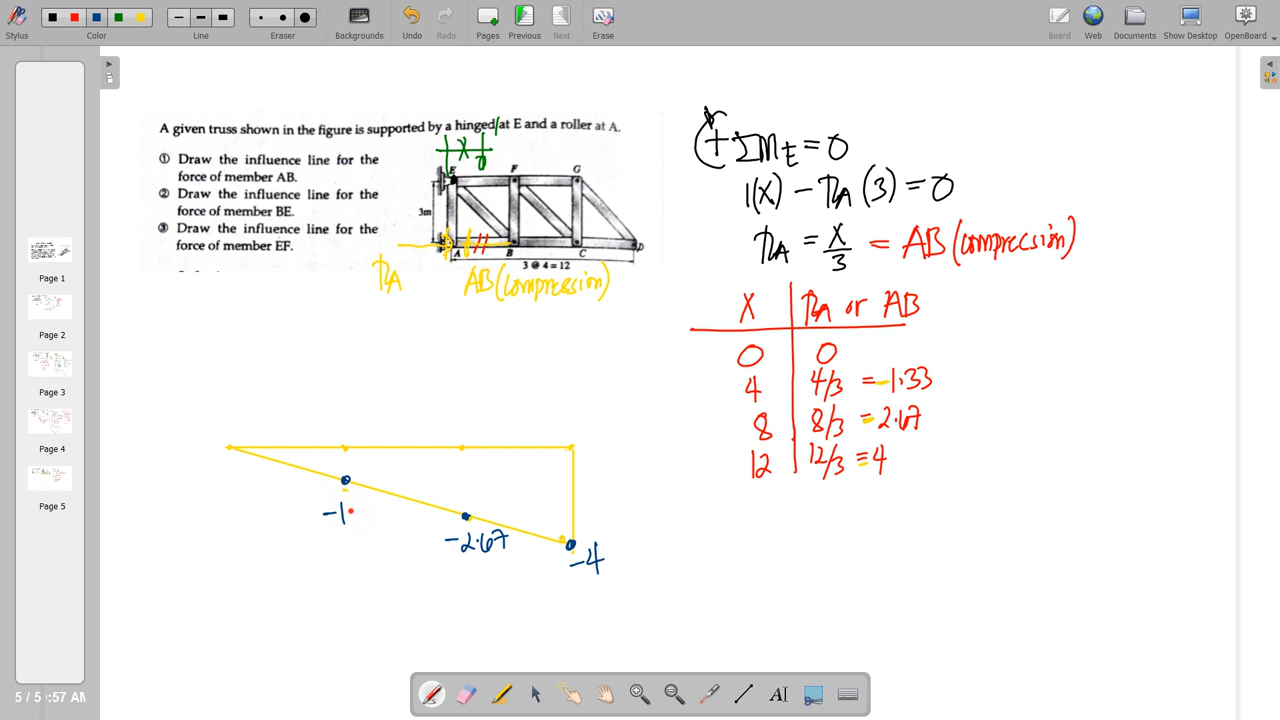 Stylus
Color
Line
Eraser
Backgrounds
Undo
Redo
Pages
Previous
Next
Erase
Board
Web
Documents
Show Desktop
OpenBoard
Page 1
Page 2
Page 3
Page 4
Page 5
5 / 5
0:57 AM
A given truss shown in the figure is supported by a hinged at E and a roller at A.
① Draw the influence line for the
force of member AB.
② Draw the influence line for the
force of member BE.
③ Draw the influence line for the
force of member EF.
X
E
F
G
3m
A
B
C
D
3 @ 4 = 12
RA
AB (compression)
+ ΣME = 0
1(X) - RA (3) = 0
RA = X/3 = AB (compression)
X RA or AB
0 0
4 4/3 = -1.33
8 8/3 = -2.67
12 12/3 = 4
-1
-2.67
-4